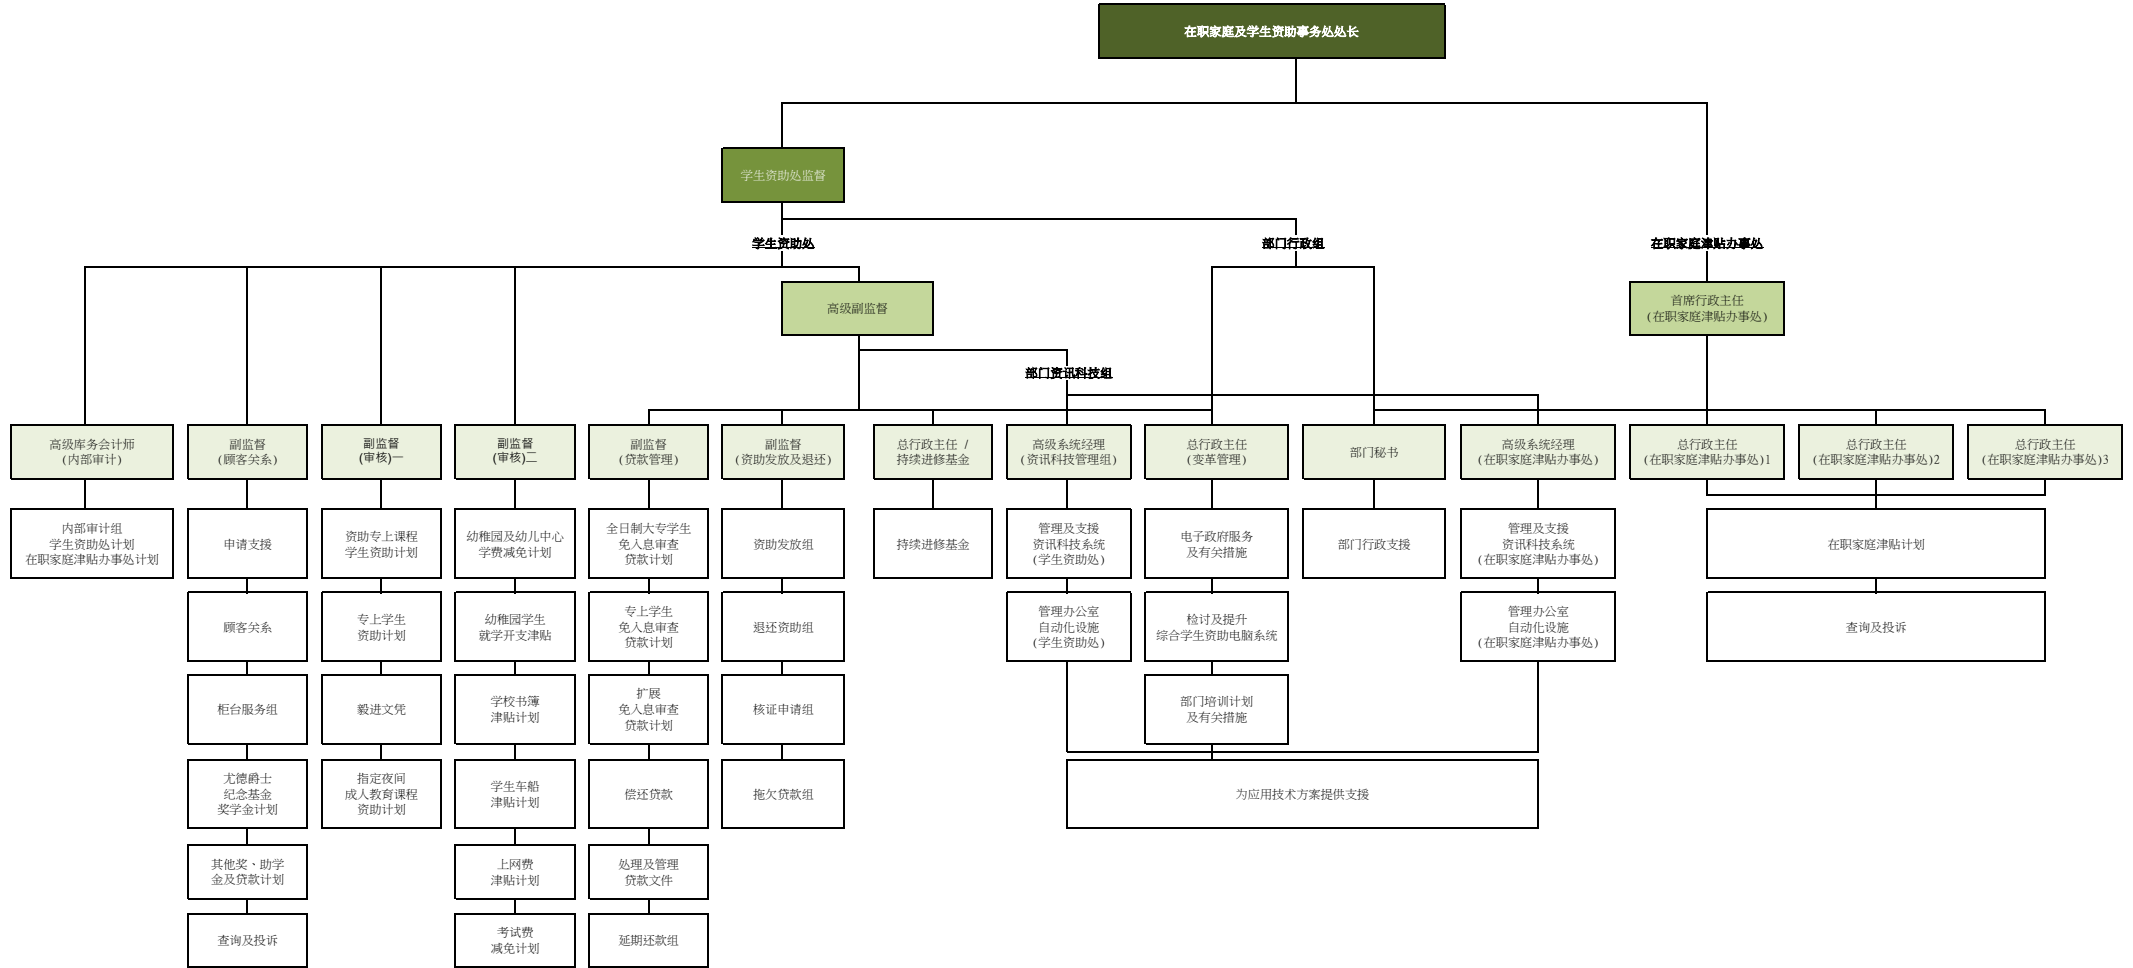 在职家庭及学生资助事务处处长
学生资助处监督
学生资助处
部门行政组
在职家庭津贴办事处
高级副监督
首席行政主任
(在职家庭津贴办事处)
部门资讯科技组
高级库务会计师
(内部审计)
副监督
(顾客关系)
副监督
(审核)一
副监督
(审核)二
副监督
(贷款管理)
副监督
(资助发放及退还)
总行政主任 /
持续进修基金
高级系统经理
(资讯科技管理组)
总行政主任
(变革管理)
部门秘书
高级系统经理
(在职家庭津贴办事处)
总行政主任
(在职家庭津贴办事处)1
总行政主任
(在职家庭津贴办事处)2
总行政主任
(在职家庭津贴办事处)3
内部审计组
学生资助处计划
在职家庭津贴办事处计划
申请支援
资助专上课程
学生资助计划
幼稚园及幼儿中心
学费减免计划
全日制大专学生
免入息审查
贷款计划
资助发放组
持续进修基金
管理及支援
资讯科技系统
(学生资助处)
电子政府服务
及有关措施
部门行政支援
管理及支援
资讯科技系统
(在职家庭津贴办事处)
在职家庭津贴计划
顾客关系
专上学生
资助计划
幼稚园学生
就学开支津贴
专上学生
免入息审查
贷款计划
退还资助组
管理办公室
自动化设施
(学生资助处)
检讨及提升
综合学生资助电脑系统
管理办公室
自动化设施
(在职家庭津贴办事处)
查询及投诉
柜台服务组
毅进文凭
学校书簿
津贴计划
扩展
免入息审查
贷款计划
核证申请组
部门培训计划
及有关措施
尤德爵士
纪念基金
奖学金计划
指定夜间
成人教育课程
资助计划
学生车船
津贴计划
偿还贷款
拖欠贷款组
为应用技术方案提供支援
其他奖、助学
金及贷款计划
上网费
津贴计划
处理及管理
贷款文件
查询及投诉
考试费
减免计划
延期还款组